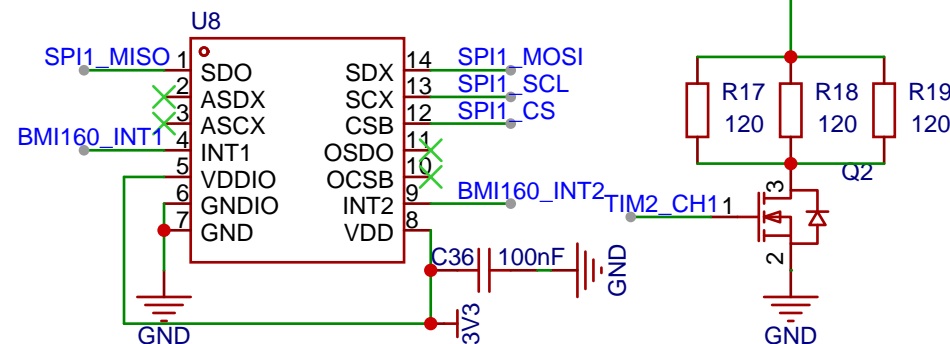 U8
SPI1_MISO 1 SDO SDX 14 SPI1_MOSI
2 ASDX SCX 13 SPI1_SCL
3 ASCX CSB 12 SPI1_CS
BMI160_INT1 4 INT1 OSDO 11
5 VDDIO OCSB 10
6 GNDIO INT2 9 BMI160_INT2
7 GND VDD 8
C36 100nF GND
3V3
GND
R17 R18 R19
120 120 120
Q2
3
TIM2_CH1 1
2
GND